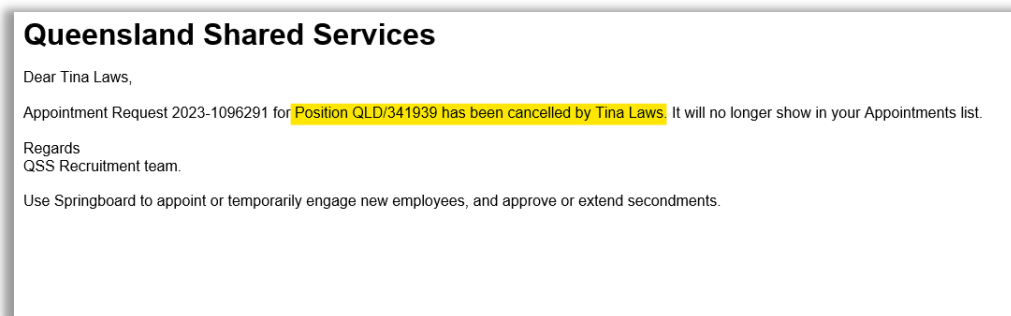 Queensland Shared Services
Dear Tina Laws,
Appointment Request 2023-1096291 for Position QLD/341939 has been cancelled by Tina Laws. It will no longer show in your Appointments list.
Regards
QSS Recruitment team.
Use Springboard to appoint or temporarily engage new employees, and approve or extend secondments.